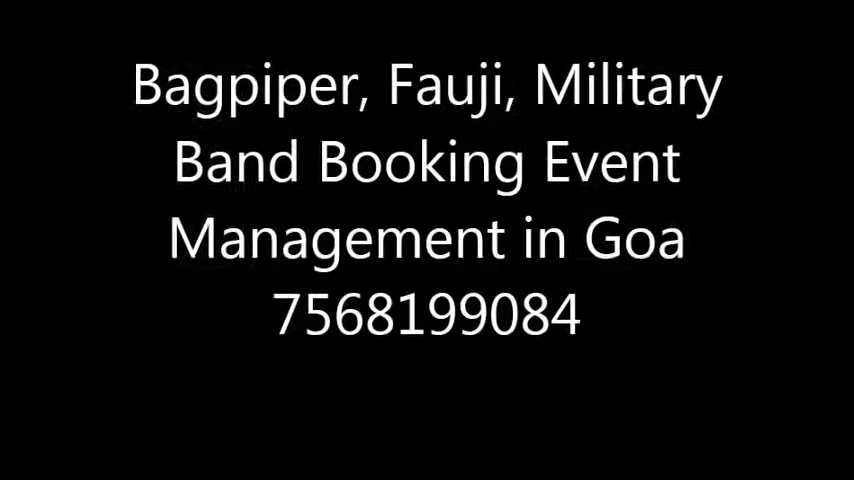 Bagpiper, Fauji, Military
Band Booking Event
Management in Goa
7568199084